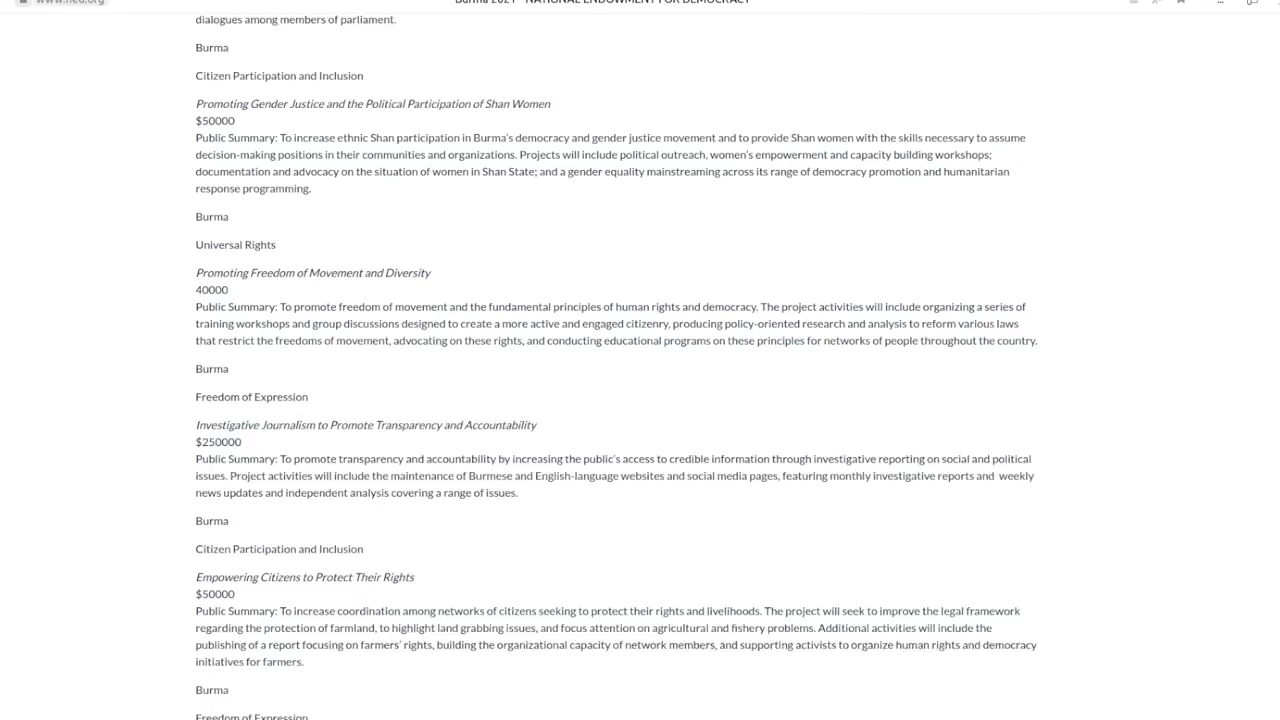 www.ned.org
Burma 2021 - NATIONAL ENDOWMENT FOR DEMOCRACY
dialogues among members of parliament.
Burma
Citizen Participation and Inclusion
Promoting Gender Justice and the Political Participation of Shan Women
$50000
Public Summary: To increase ethnic Shan participation in Burma's democracy and gender justice movement and to provide Shan women with the skills necessary to assume
decision-making positions in their communities and organizations. Projects will include political outreach, women's empowerment and capacity building workshops;
documentation and advocacy on the situation of women in Shan State; and a gender equality mainstreaming across its range of democracy promotion and humanitarian
response programming.
Burma
Universal Rights
Promoting Freedom of Movement and Diversity
40000
Public Summary: To promote freedom of movement and the fundamental principles of human rights and democracy. The project activities will include organizing a series of
training workshops and group discussions designed to create a more active and engaged citizenry, producing policy-oriented research and analysis to reform various laws
that restrict the freedoms of movement, advocating on these rights, and conducting educational programs on these principles for networks of people throughout the country.
Burma
Freedom of Expression
Investigative Journalism to Promote Transparency and Accountability
$250000
Public Summary: To promote transparency and accountability by increasing the public's access to credible information through investigative reporting on social and political
issues. Project activities will include the maintenance of Burmese and English-language websites and social media pages, featuring monthly investigative reports and weekly
news updates and independent analysis covering a range of issues.
Burma
Citizen Participation and Inclusion
Empowering Citizens to Protect Their Rights
$50000
Public Summary: To increase coordination among networks of citizens seeking to protect their rights and livelihoods. The project will seek to improve the legal framework
regarding the protection of farmland, to highlight land grabbing issues, and focus attention on agricultural and fishery problems. Additional activities will include the
publishing of a report focusing on farmers' rights, building the organizational capacity of network members, and supporting activists to organize human rights and democracy
initiatives for farmers.
Burma
Freedom of Expression